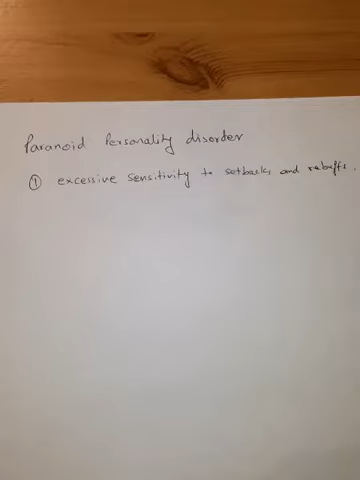 Paranoid Personality disorder
① excessive sensitivity to setbacks and rebuffs.